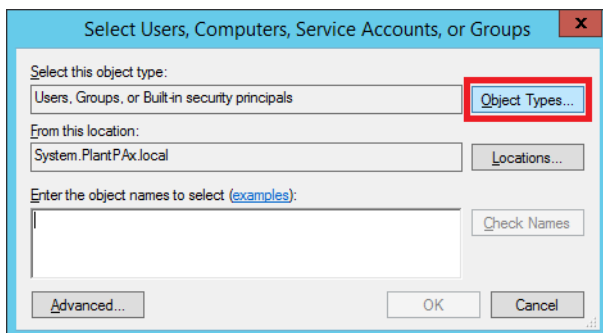 Select Users, Computers, Service Accounts, or Groups
x
Select this object type:
Users, Groups, or Built-in security principals
Object Types...
From this location:
System.PlantPAx.local
Locations...
Enter the object names to select (examples):
Check Names
Advanced...
OK
Cancel